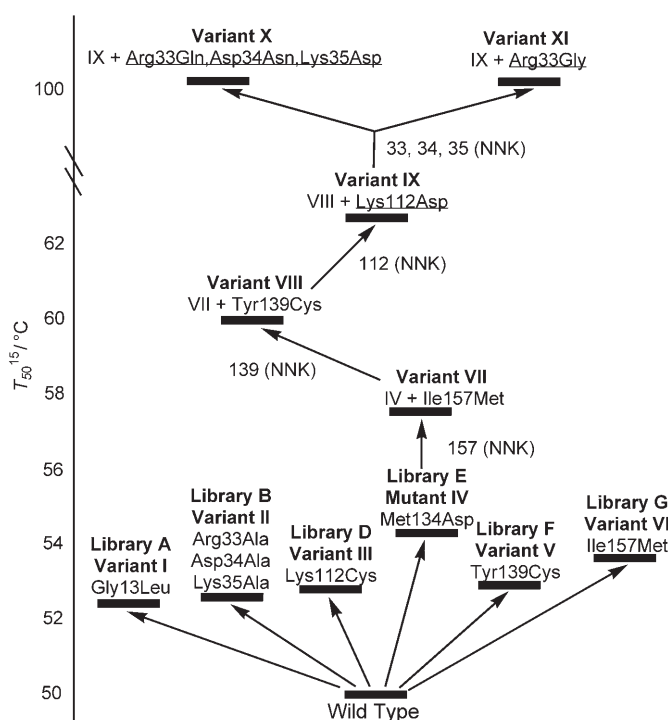 Variant X
IX + Arg33Gln,Asp34Asn,Lys35Asp
Variant XI
IX + Arg33Gly
100
33, 34, 35 (NNK)
Variant IX
VIII + Lys112Asp
62
112 (NNK)
Variant VIII
VII + Tyr139Cys
60
T50 15/ °C
139 (NNK)
Variant VII
IV + Ile157Met
58
157 (NNK)
56
Library E
Mutant IV
Met134Asp
Library B
Variant II
Arg33Ala
Asp34Ala
Lys35Ala
Library G
Variant VI
Ile157Met
Library D
Variant III
Lys112Cys
Library F
Variant V
Tyr139Cys
54
Library A
Variant I
Gly13Leu
52
50
Wild Type